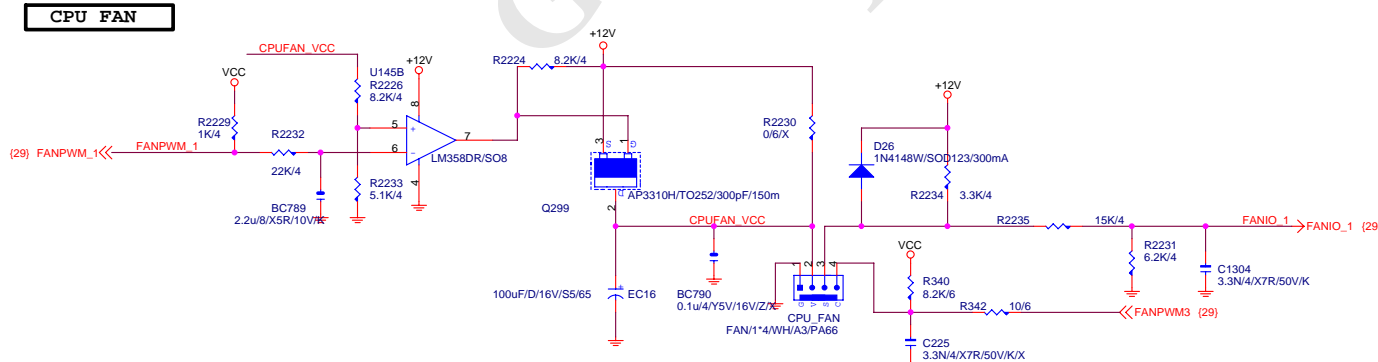 CPU FAN
+12V
CPUFAN_VCC
R2224
8.2K/4
VCC
U145B
R2226
8.2K/4
+12V
+12V
R2229
1K/4
8
R2230
0/6/X
R2232
5
+
7
3
1
S
G
D26
1N4148W/SOD123/300mA
{29} FANPWM_1
FANPWM_1
6
-
LM358DR/SO8
22K/4
4
R2233
5.1K/4
AP3310H/TO252/300pF/150m
R2234
3.3K/4
BC789
2.2u/8/X5R/10V/K
Q299
D
2
CPUFAN_VCC
R2235
15K/4
FANIO_1
FANIO_1 {29
VCC
R2231
6.2K/4
1
2
3
4
C1304
3.3N/4/X7R/50V/K
100uF/D/16V/S5/65
+
EC16
BC790
0.1u/4/Y5V/16V/Z/X
G
V
S
C
R340
8.2K/6
CPU_FAN
FAN/1*4/WH/A3/PA66
R342
10/6
FANPWM3 {29}
C225
3.3N/4/X7R/50V/K/X